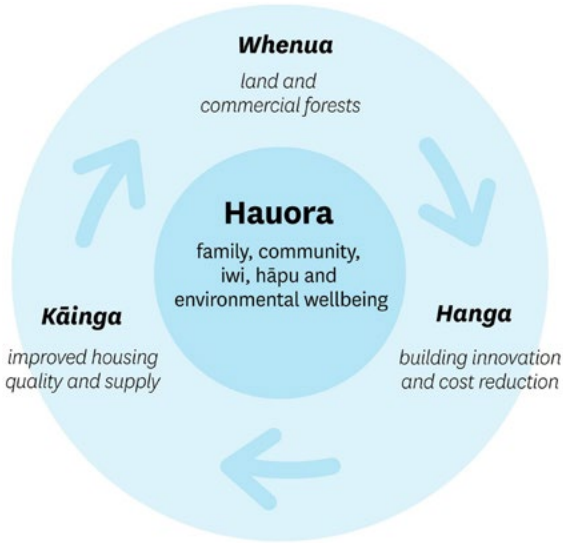 Whenua
land and
commercial forests
Hauora
family, community,
iwi, hāpu and
environmental wellbeing
Kāinga
improved housing
quality and supply
Hanga
building innovation
and cost reduction